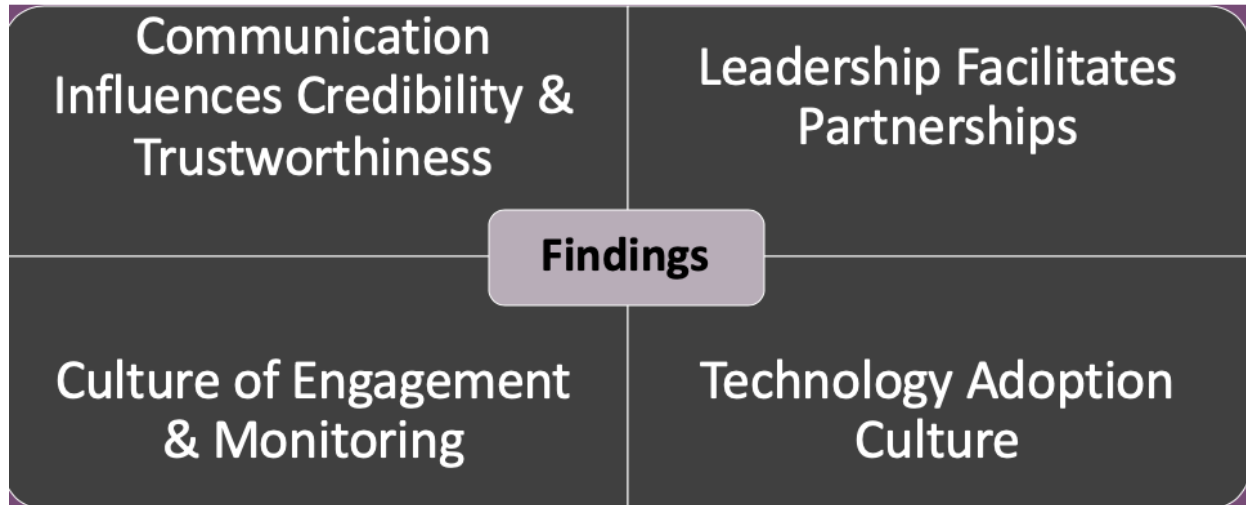 Communication
Influences Credibility &
Trustworthiness
Leadership Facilitates
Partnerships
Findings
Culture of Engagement
& Monitoring
Technology Adoption
Culture